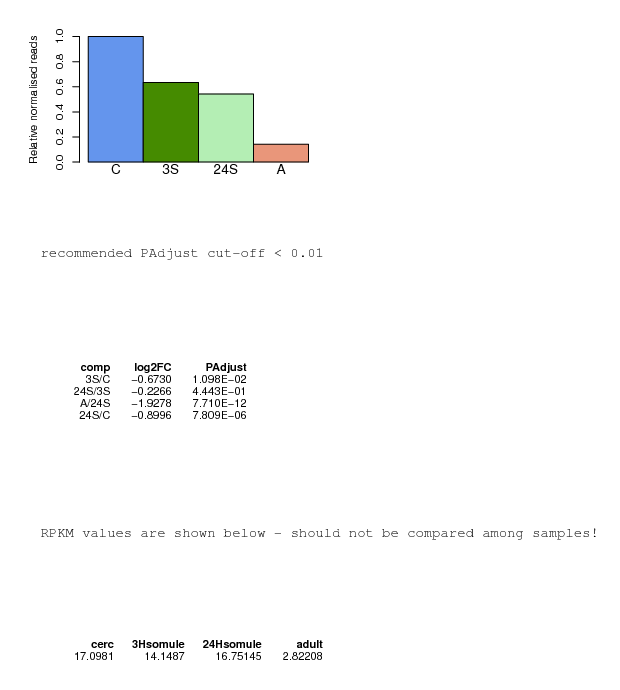 Relative normalised reads
1.0
0.8
0.6
0.4
0.2
0.0
C 3S 24S A
recommended PAdjust cut-off < 0.01
comp log2FC PAdjust
3S/C −0.6730 1.098E−02
24S/3S −0.2266 4.443E−01
A/24S −1.9278 7.710E−12
24S/C −0.8996 7.809E−06
RPKM values are shown below - should not be compared among samples!
cerc 3Hsomule 24Hsomule adult
17.0981 14.1487 16.75145 2.82208